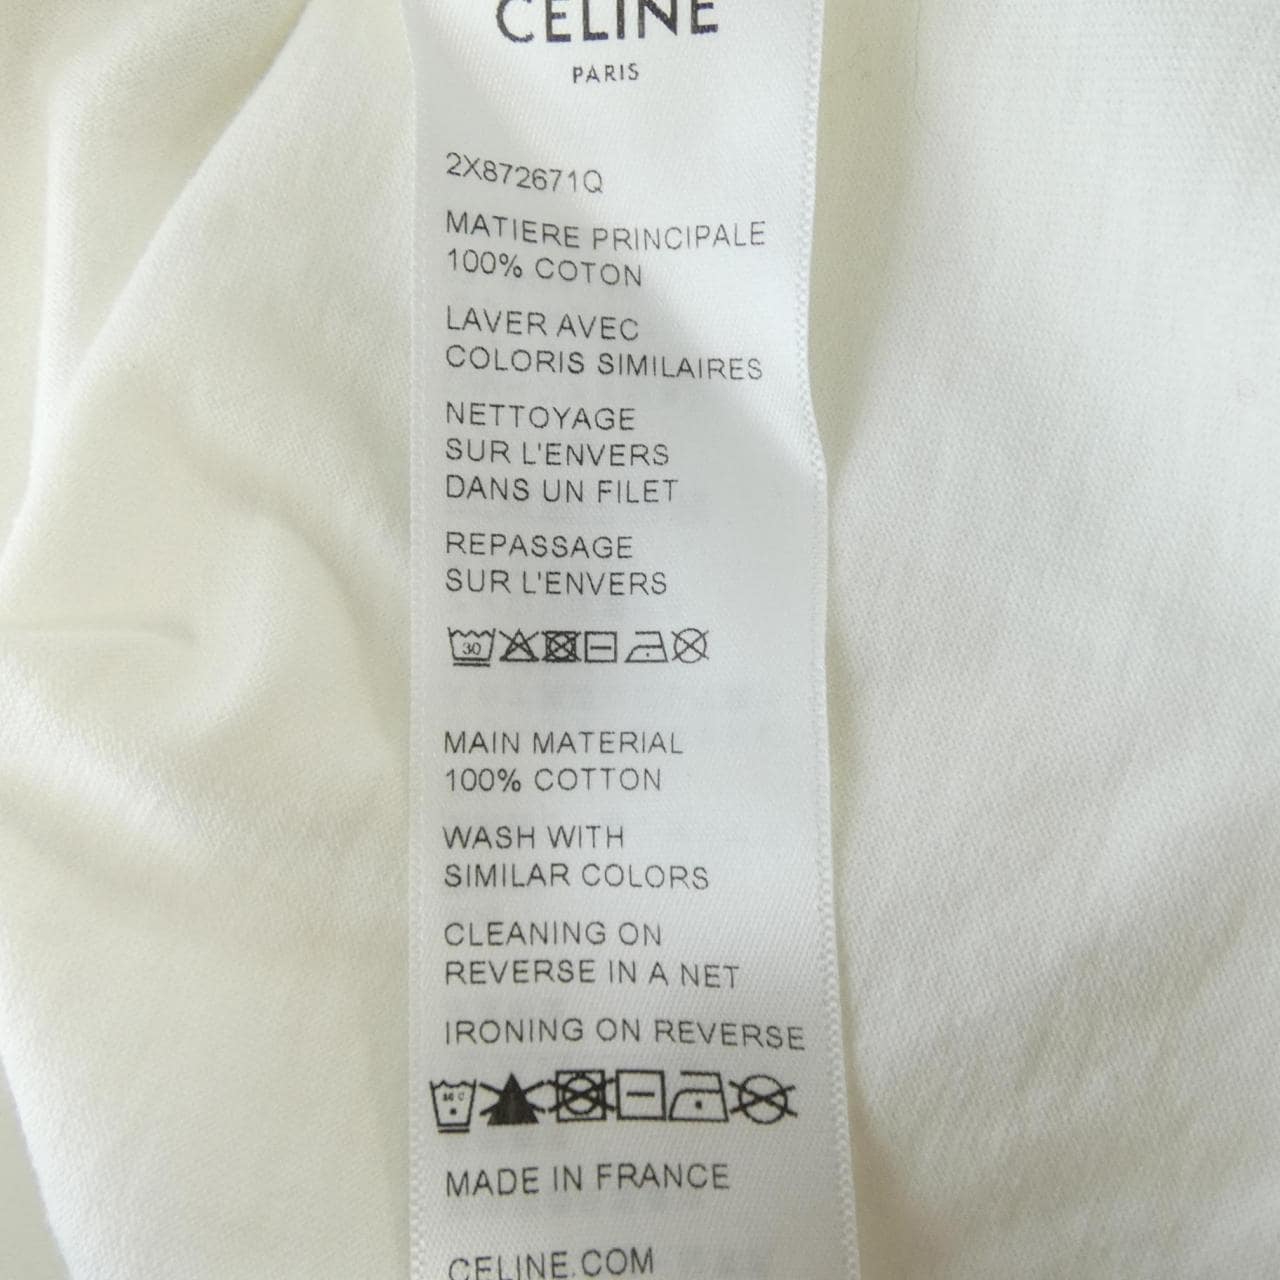 CELINE
PARIS
2X872671Q
MATIERE PRINCIPALE
100% COTON
LAVER AVEC
COLORIS SIMILAIRES
NETTOYAGE
SUR L'ENVERS
DANS UN FILET
REPASSAGE
SUR L'ENVERS
30
MAIN MATERIAL
100% COTTON
WASH WITH
SIMILAR COLORS
CLEANING ON
REVERSE IN A NET
IRONING ON REVERSE
MADE IN FRANCE
CELINE.COM